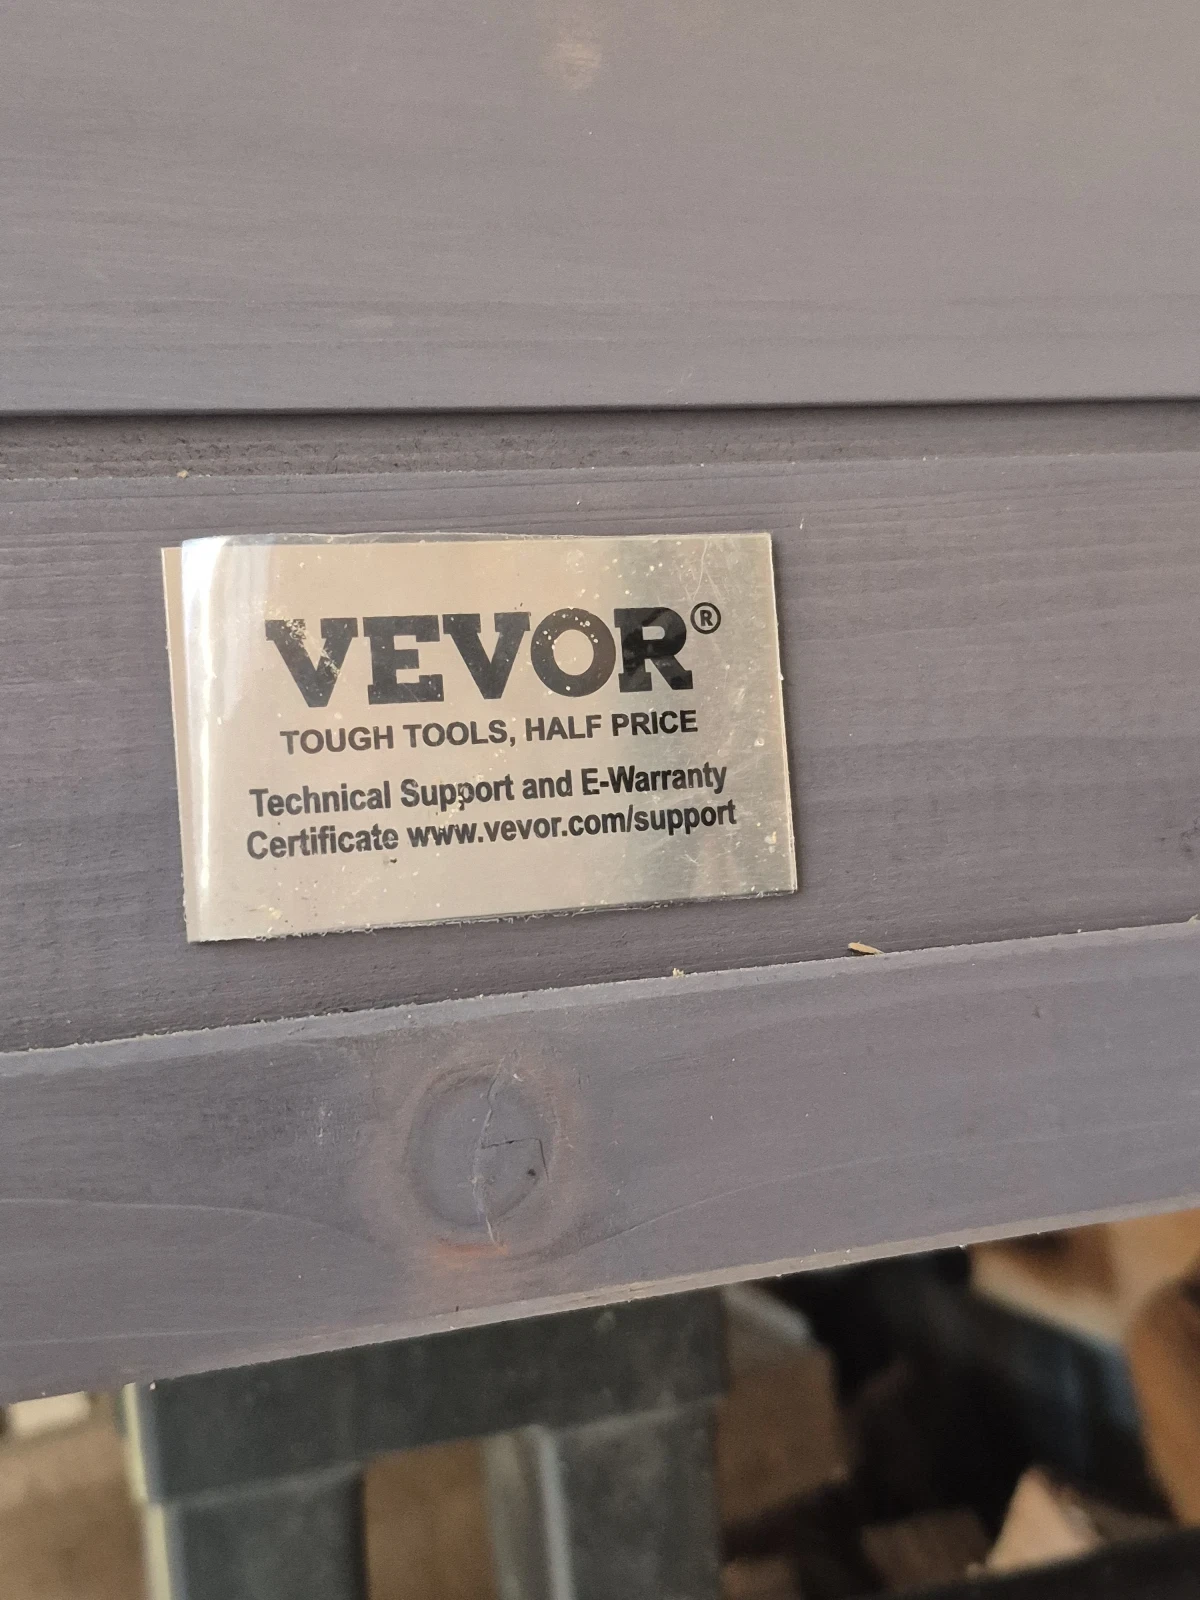 VEVOR®
TOUGH TOOLS, HALF PRICE
Technical Support and E-Warranty
Certificate www.vevor.com/support